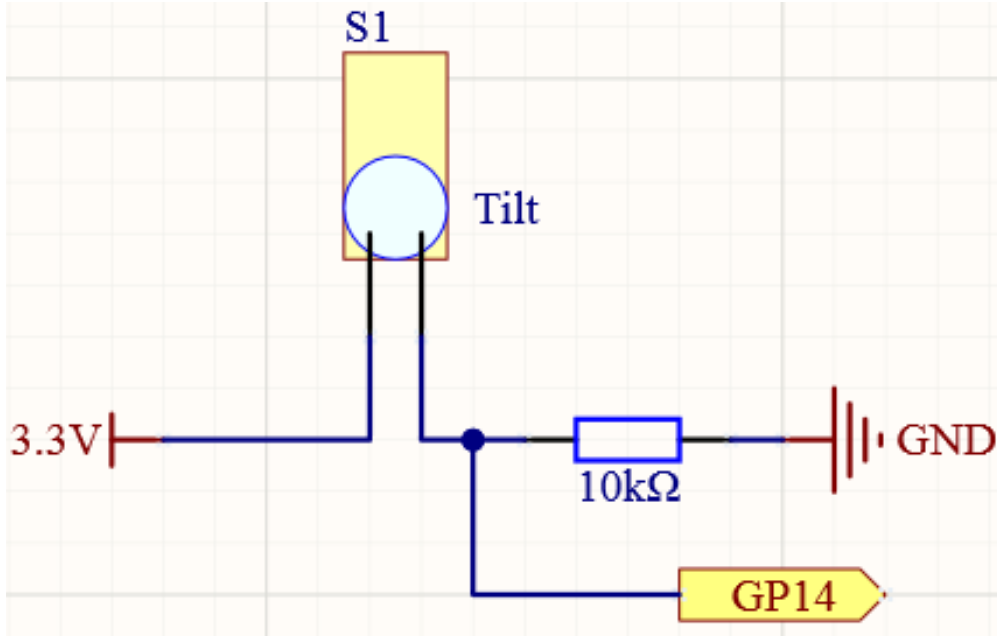 S1
Tilt
3.3V
GND
10kΩ
GP14